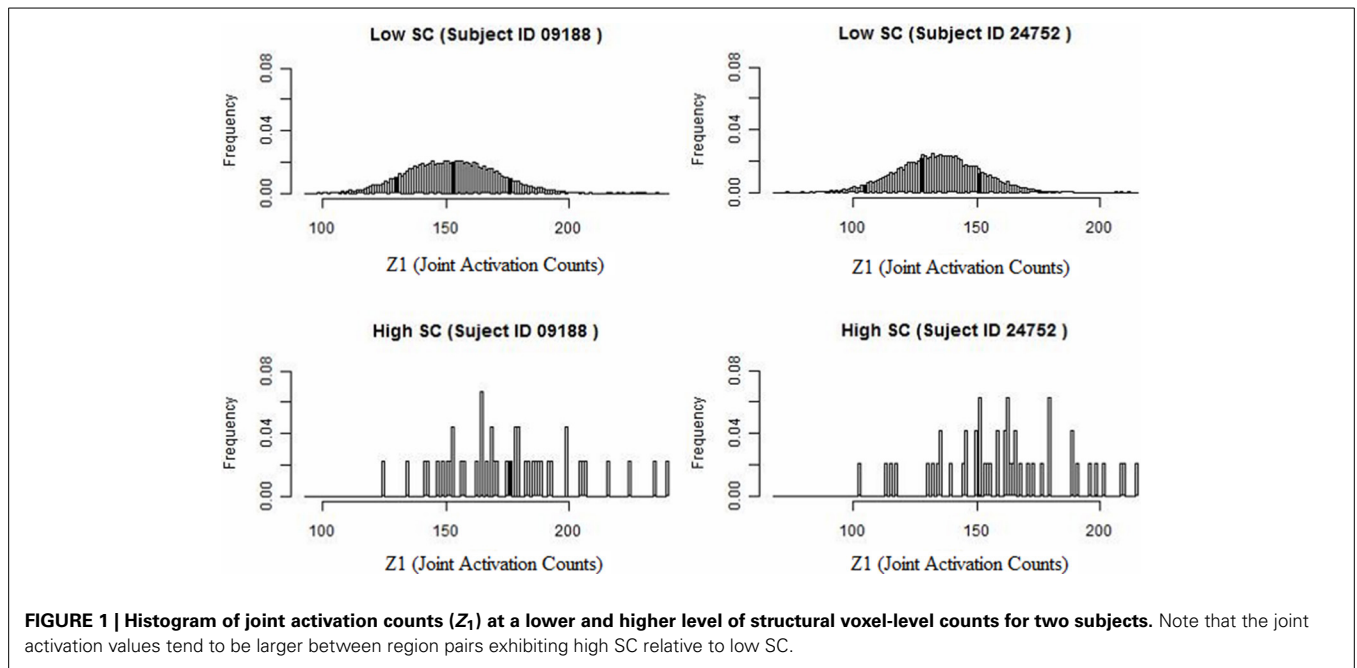 Low SC (Subject ID 09188 )
Frequency
0.00 0.04 0.08
100 150 200
Z1 (Joint Activation Counts)
Low SC (Subject ID 24752 )
Frequency
0.00 0.04 0.08
100 150 200
Z1 (Joint Activation Counts)
High SC (Suject ID 09188 )
Frequency
0.00 0.04 0.08
100 150 200
Z1 (Joint Activation Counts)
High SC (Suject ID 24752 )
Frequency
0.00 0.04 0.08
100 150 200
Z1 (Joint Activation Counts)
FIGURE 1 | Histogram of joint activation counts (Z1) at a lower and higher level of structural voxel-level counts for two subjects. Note that the joint
activation values tend to be larger between region pairs exhibiting high SC relative to low SC.